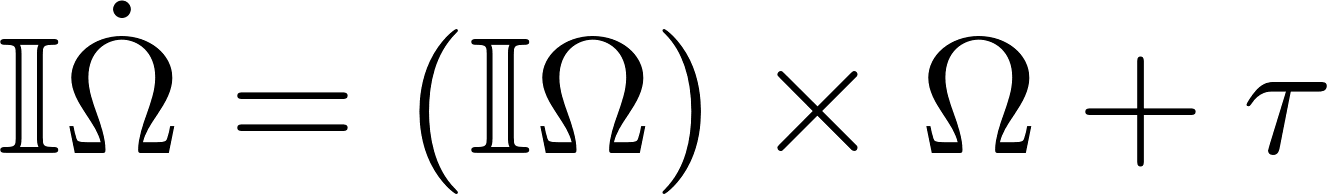 𝕀Ω̇ = (𝕀Ω) × Ω + τ